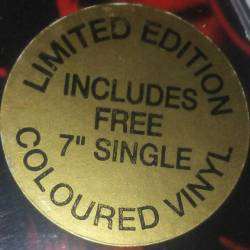 LIMITED EDITION
INCLUDES
FREE
7" SINGLE
COLOURED VINYL